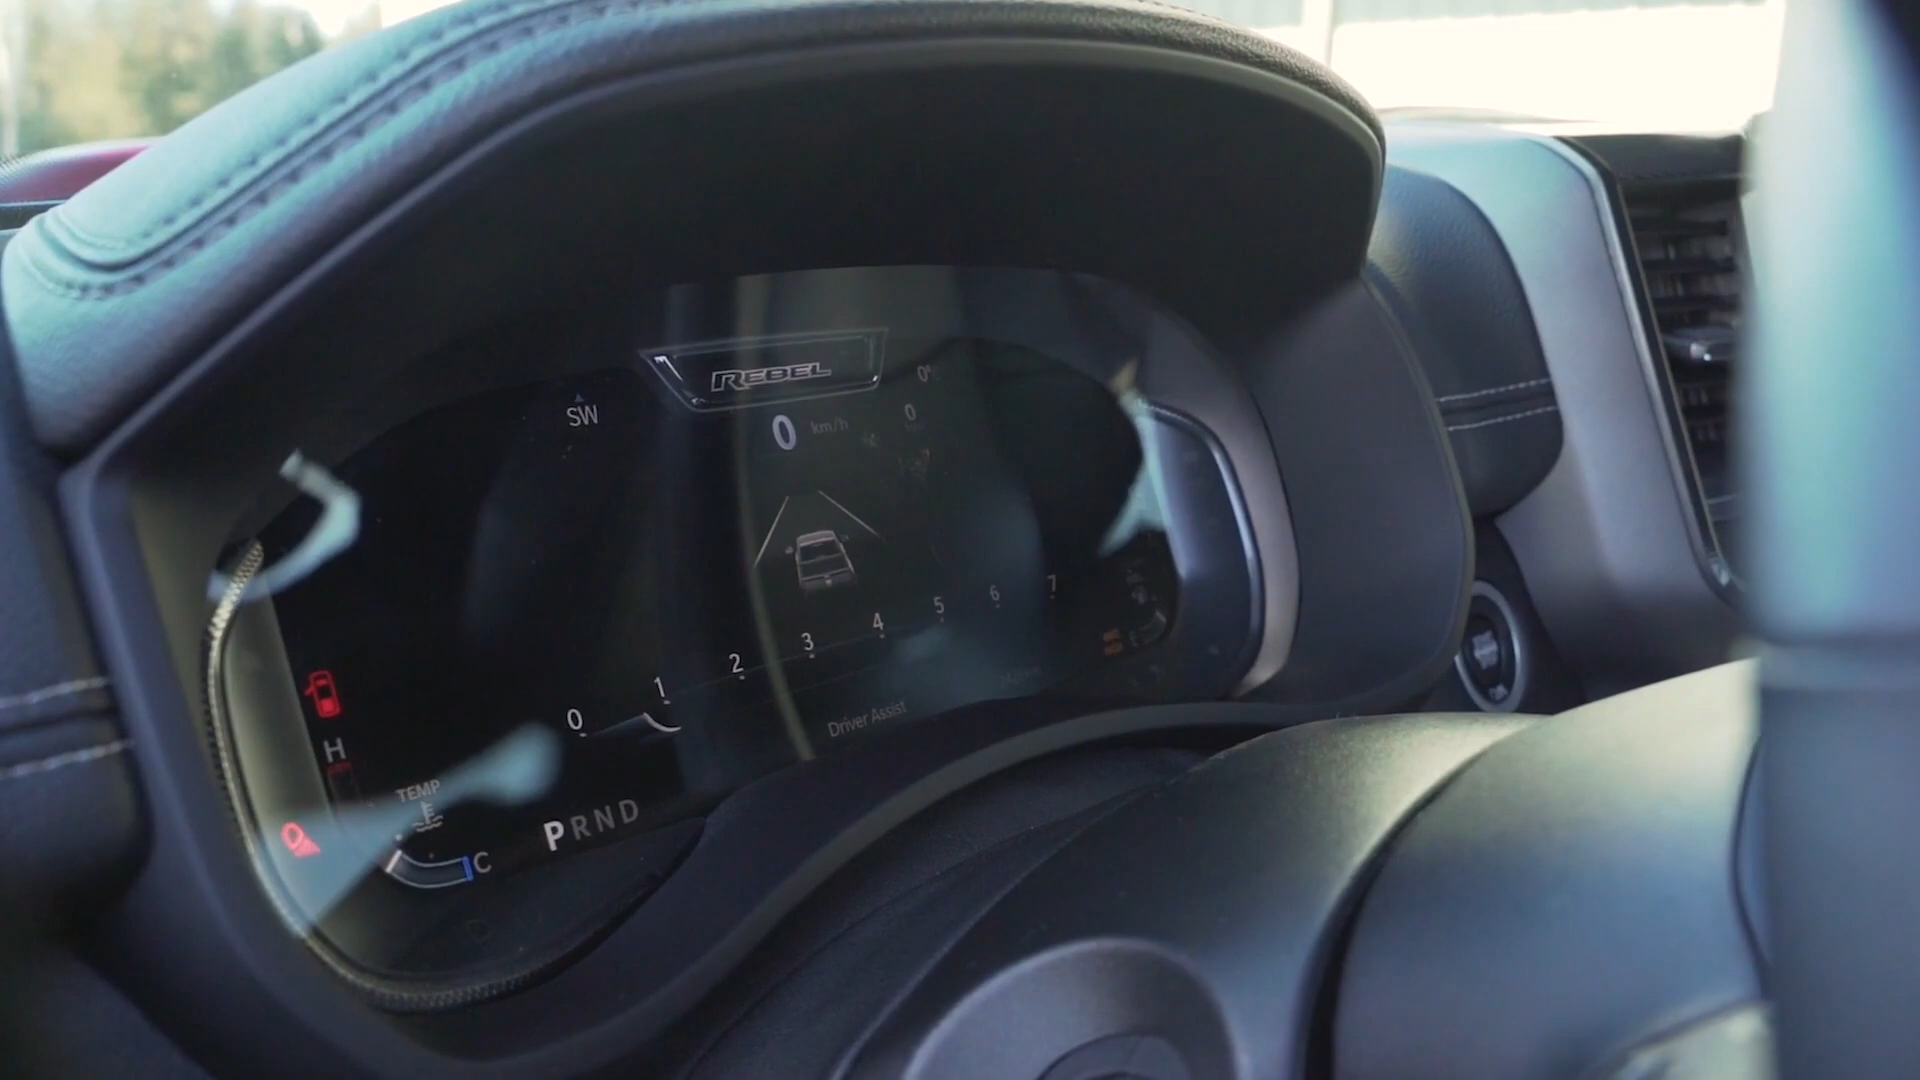 REBEL
SW
0°
0 km/h
0
0 1 2 3 4 5 6 7
Driver Assist
H
TEMP
C
PRND